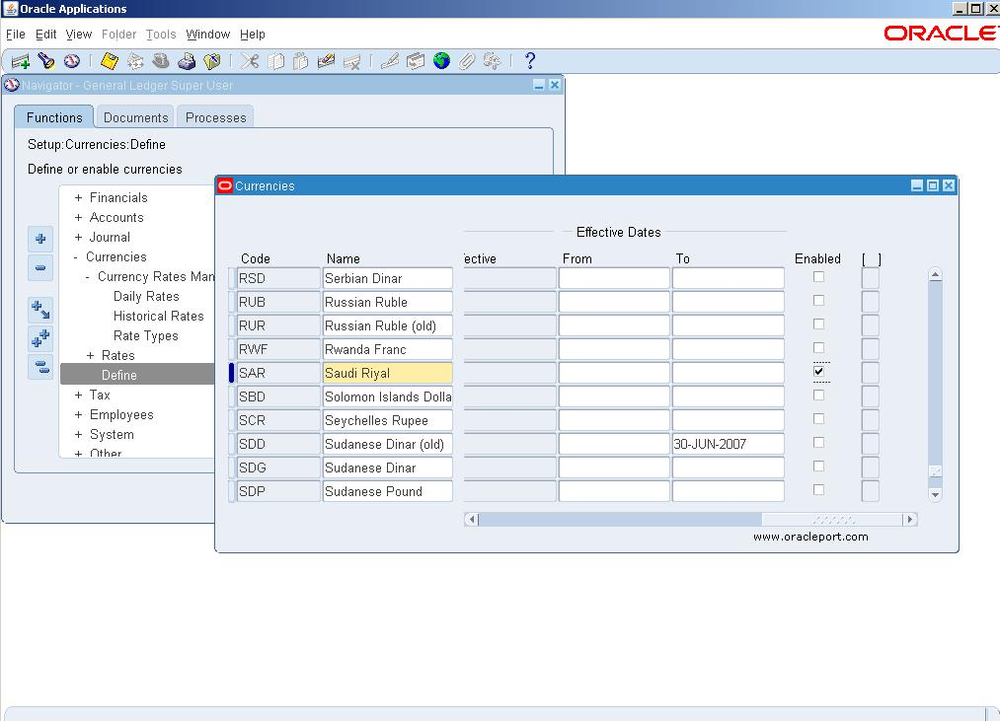 Oracle Applications
File Edit View Folder Tools Window Help
ORACLE
?
Navigator - General Ledger Super User
Functions Documents Processes
Setup:Currencies:Define
Define or enable currencies
+ Financials
+ Accounts
+ Journal
- Currencies
- Currency Rates Man
Daily Rates
Historical Rates
Rate Types
+ Rates
Define
+ Tax
+ Employees
+ System
+ Other
Currencies
Effective Dates
Code Name ective From To Enabled [ ]
RSD Serbian Dinar
RUB Russian Ruble
RUR Russian Ruble (old)
RWF Rwanda Franc
SAR Saudi Riyal
SBD Solomon Islands Dolla
SCR Seychelles Rupee
SDD Sudanese Dinar (old) 30-JUN-2007
SDG Sudanese Dinar
SDP Sudanese Pound
www.oracleport.com